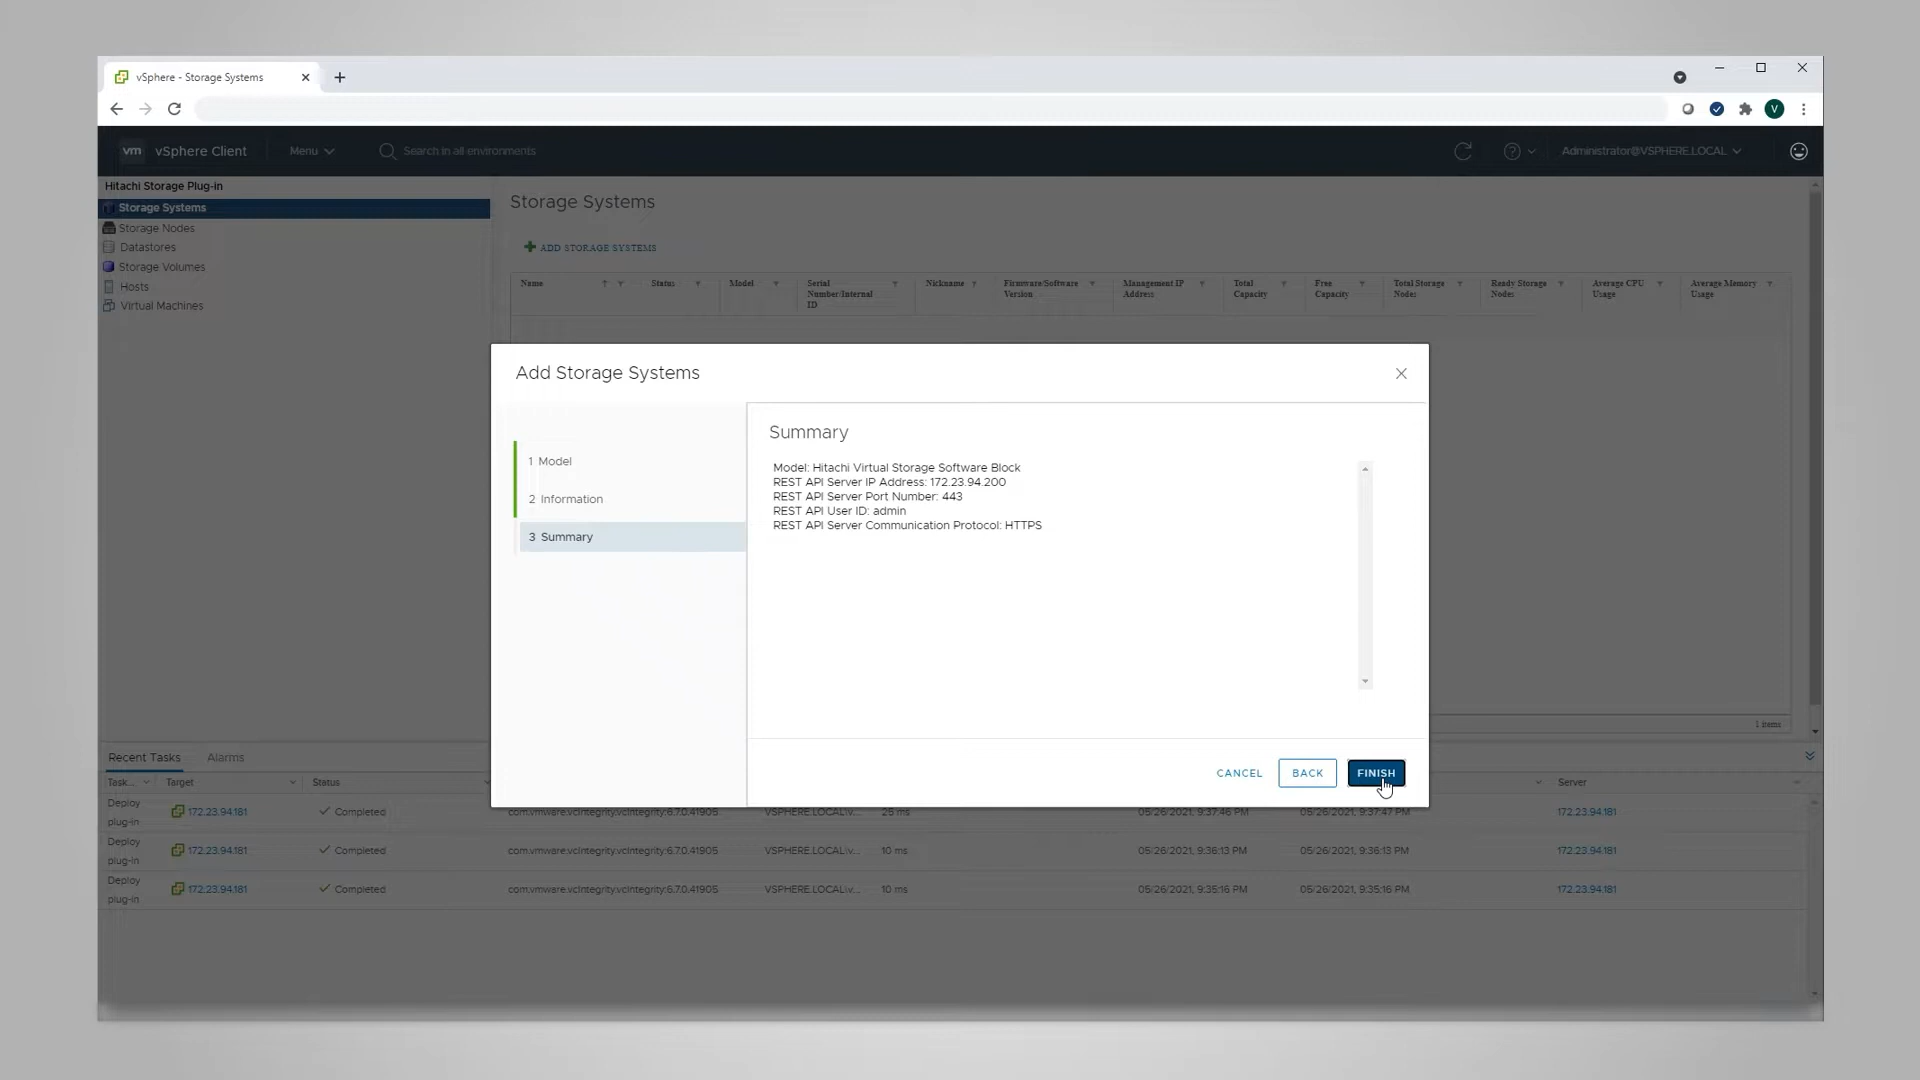 vSphere - Storage Systems
V
vm vSphere Client Menu Search in all environments Administrator@VSPHERE.LOCAL
Hitachi Storage Plug-in
Storage Systems
Storage Nodes
Datastores
Storage Volumes
Hosts
Virtual Machines
Storage Systems
ADD STORAGE SYSTEMS
Name Status Model Serial Number/Internal ID Nickname Firmware/Software Version Management IP Address Total Capacity Free Capacity Total Storage Nodes Ready Storage Nodes Average CPU Usage Average Memory Usage
1 items
Add Storage Systems
1 Model
2 Information
3 Summary
Summary
Model: Hitachi Virtual Storage Software Block
REST API Server IP Address: 172.23.94.200
REST API Server Port Number: 443
REST API User ID: admin
REST API Server Communication Protocol: HTTPS
CANCEL BACK FINISH
Recent Tasks Alarms
Task... Target Status Server
Deploy plug-in 172.23.94.181 Completed com.vmware.vcIntegrity.vcIntegrity:6.7.0.41905 VSPHERE.LOCAL\v... 25 ms 05/26/2021, 9:37:46 PM 05/26/2021, 9:37:47 PM 172.23.94.181
Deploy plug-in 172.23.94.181 Completed com.vmware.vcIntegrity.vcIntegrity:6.7.0.41905 VSPHERE.LOCAL\v... 10 ms 05/26/2021, 9:36:13 PM 05/26/2021, 9:36:13 PM 172.23.94.181
Deploy plug-in 172.23.94.181 Completed com.vmware.vcIntegrity.vcIntegrity:6.7.0.41905 VSPHERE.LOCAL\v... 10 ms 05/26/2021, 9:35:16 PM 05/26/2021, 9:35:16 PM 172.23.94.181